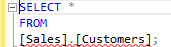 SELECT *
FROM
[Sales].[Customers];